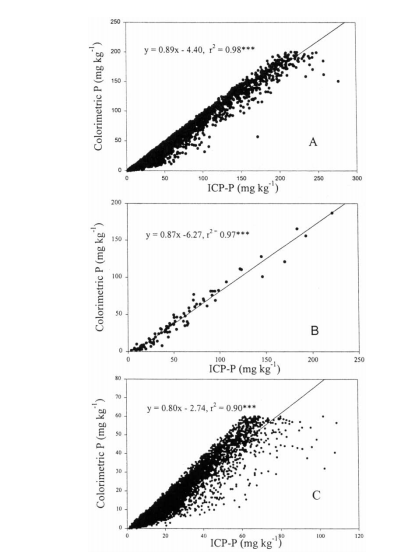 250
200
150
100
50
0
Colorimetric P (mg kg⁻¹)
y = 0.89x - 4.40, r² = 0.98***
A
0 50 100 150 200 250 300
ICP-P (mg kg⁻¹)
200
150
100
50
0
Colorimetric P (mg kg⁻¹)
y = 0.87x -6.27, r² = 0.97***
B
0 50 100 150 200 250
ICP-P (mg kg⁻¹)
80
70
60
50
40
30
20
10
0
Colorimetric P (mg kg⁻¹)
y = 0.80x - 2.74, r² = 0.90***
C
0 20 40 60 80 100 120
ICP-P (mg kg⁻¹)